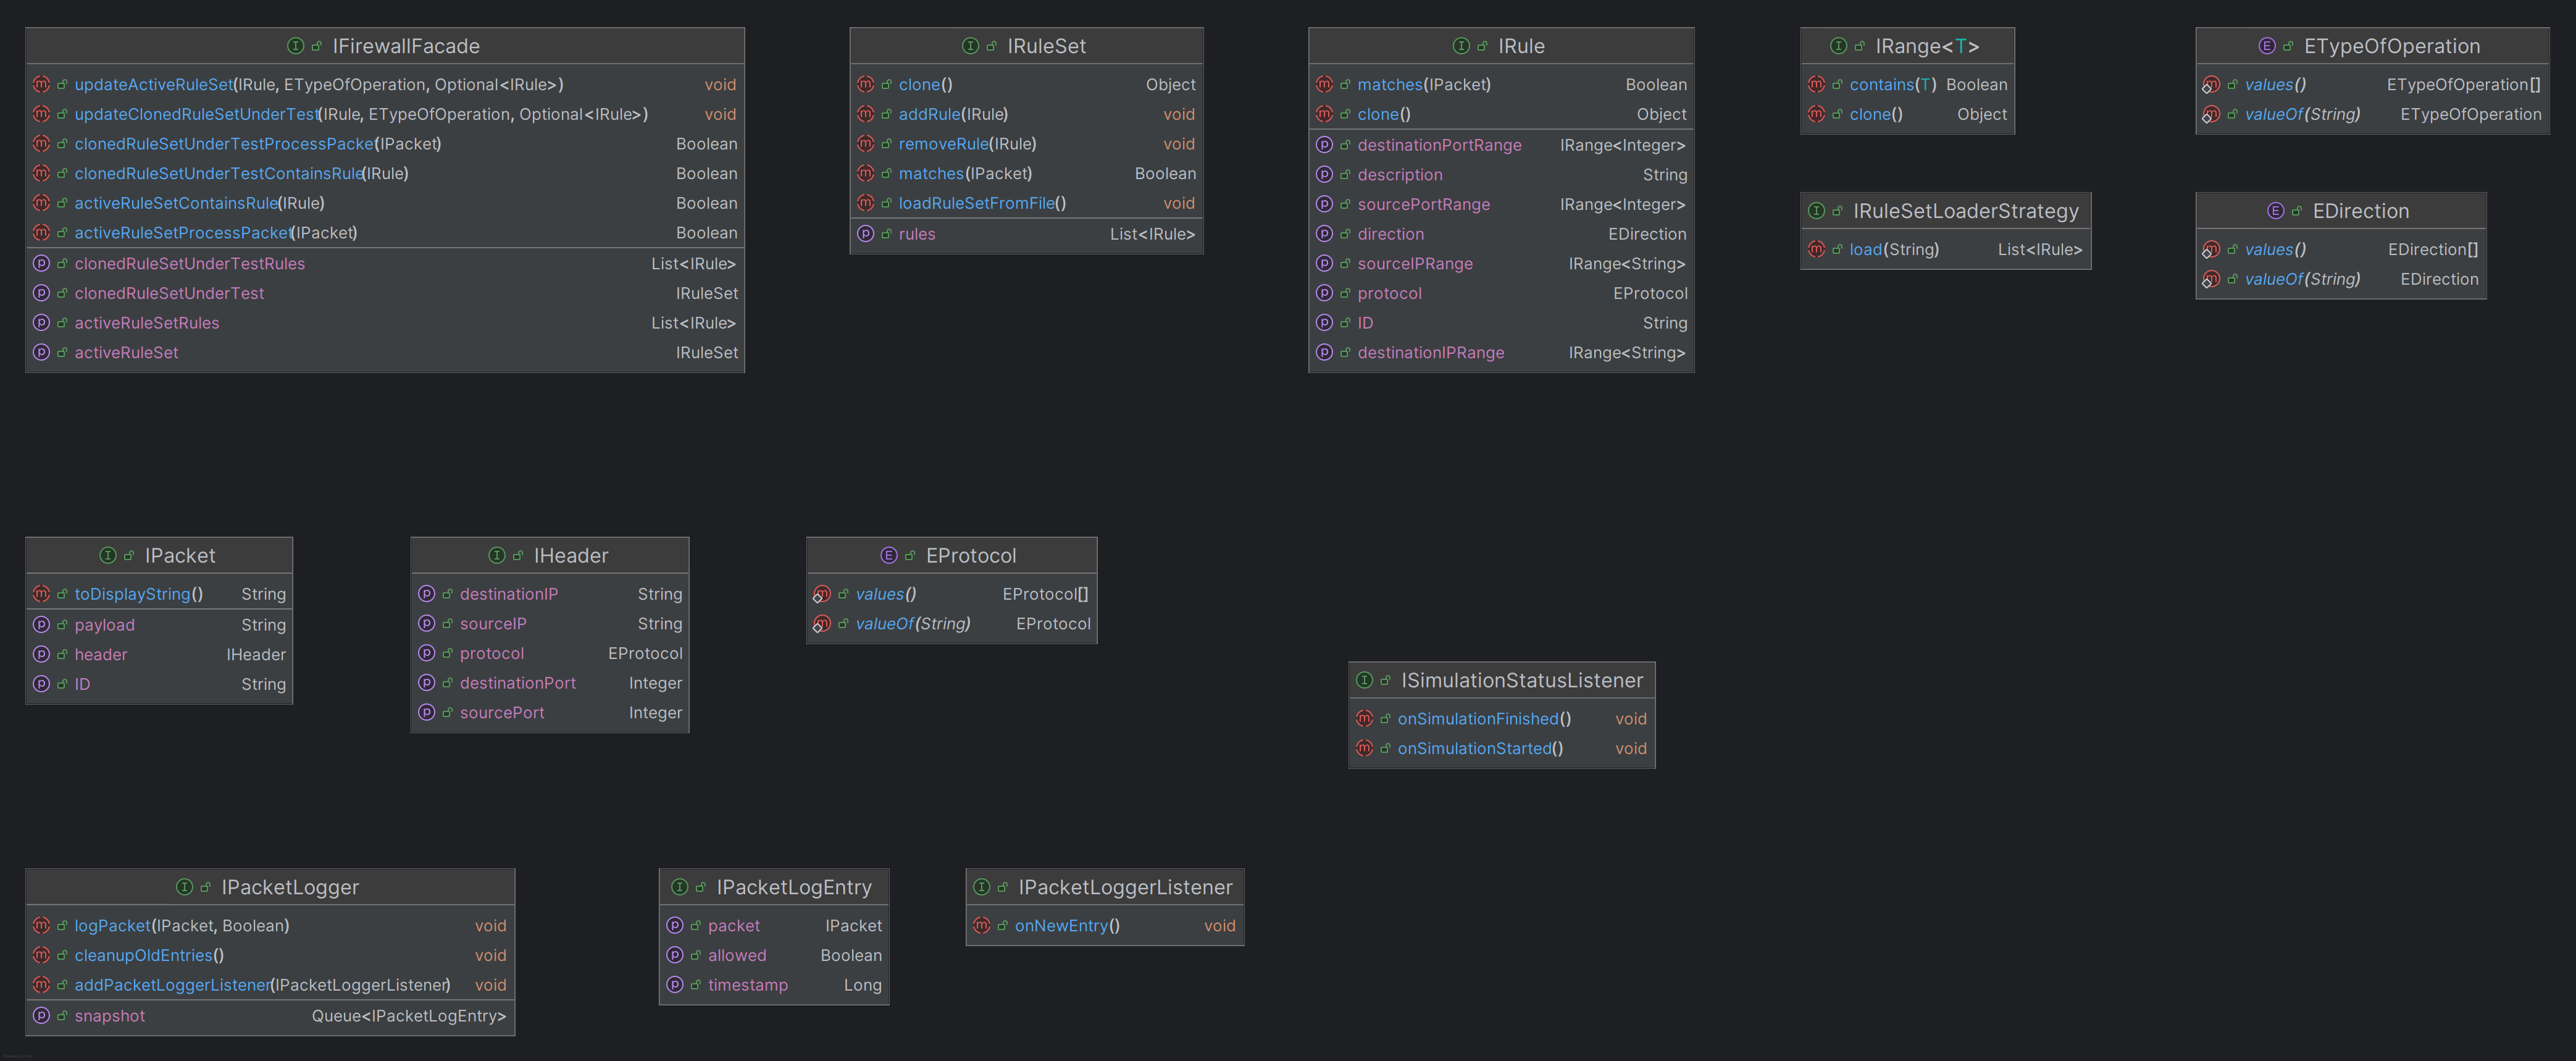 IFirewallFacade
updateActiveRuleSet(IRule, ETypeOfOperation, Optional<IRule>) void
updateClonedRuleSetUnderTest(IRule, ETypeOfOperation, Optional<IRule>) void
clonedRuleSetUnderTestProcessPacket(IPacket) Boolean
clonedRuleSetUnderTestContainsRule(IRule) Boolean
activeRuleSetContainsRule(IRule) Boolean
activeRuleSetProcessPacket(IPacket) Boolean
clonedRuleSetUnderTestRules List<IRule>
clonedRuleSetUnderTest IRuleSet
activeRuleSetRules List<IRule>
activeRuleSet IRuleSet
IRuleSet
clone() Object
addRule(IRule) void
removeRule(IRule) void
matches(IPacket) Boolean
loadRuleSetFromFile() void
rules List<IRule>
IRule
matches(IPacket) Boolean
clone() Object
destinationPortRange IRange<Integer>
description String
sourcePortRange IRange<Integer>
direction EDirection
sourceIPRange IRange<String>
protocol EProtocol
ID String
destinationIPRange IRange<String>
IRange<T>
contains(T) Boolean
clone() Object
IRuleSetLoaderStrategy
load(String) List<IRule>
ETypeOfOperation
values() ETypeOfOperation[]
valueOf(String) ETypeOfOperation
EDirection
values() EDirection[]
valueOf(String) EDirection
IPacket
toDisplayString() String
payload String
header IHeader
ID String
IHeader
destinationIP String
sourceIP String
protocol EProtocol
destinationPort Integer
sourcePort Integer
EProtocol
values() EProtocol[]
valueOf(String) EProtocol
ISimulationStatusListener
onSimulationFinished() void
onSimulationStarted() void
IPacketLogger
logPacket(IPacket, Boolean) void
cleanupOldEntries() void
addPacketLoggerListener(IPacketLoggerListener) void
snapshot Queue<IPacketLogEntry>
IPacketLogEntry
packet IPacket
allowed Boolean
timestamp Long
IPacketLoggerListener
onNewEntry() void